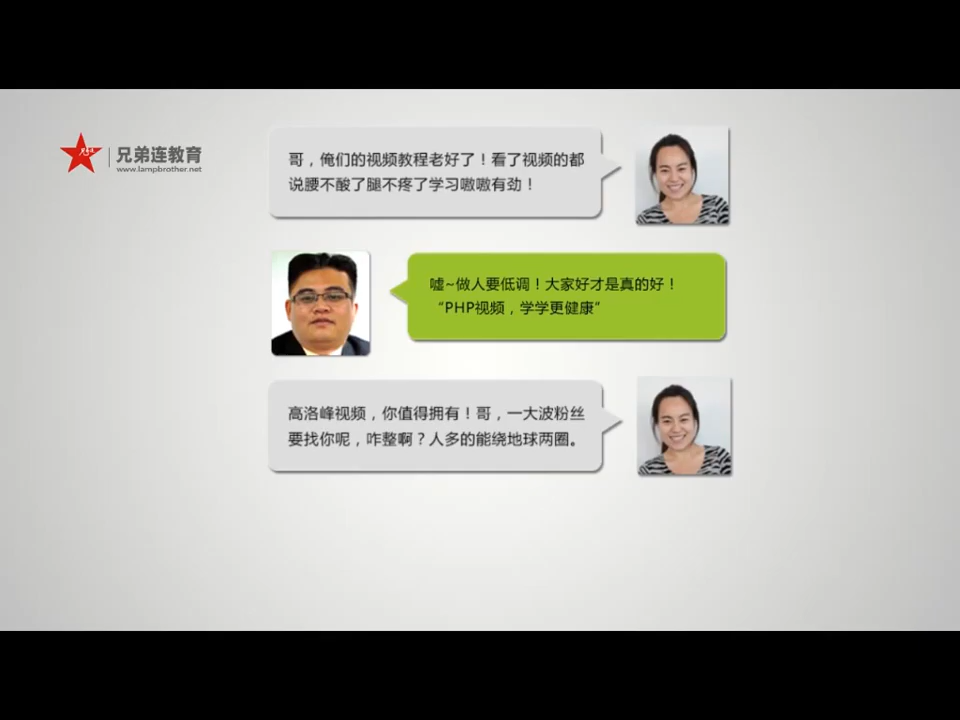 兄弟连教育
www.lampbrother.net
哥，俺们的视频教程老好了！看了视频的都
说腰不酸了腿不疼了学习嗷嗷有劲！
嘘~做人要低调！大家好才是真的好！
“PHP视频，学学更健康”
高洛峰视频，你值得拥有！哥，一大波粉丝
要找你呢，咋整啊？人多的能绕地球两圈。